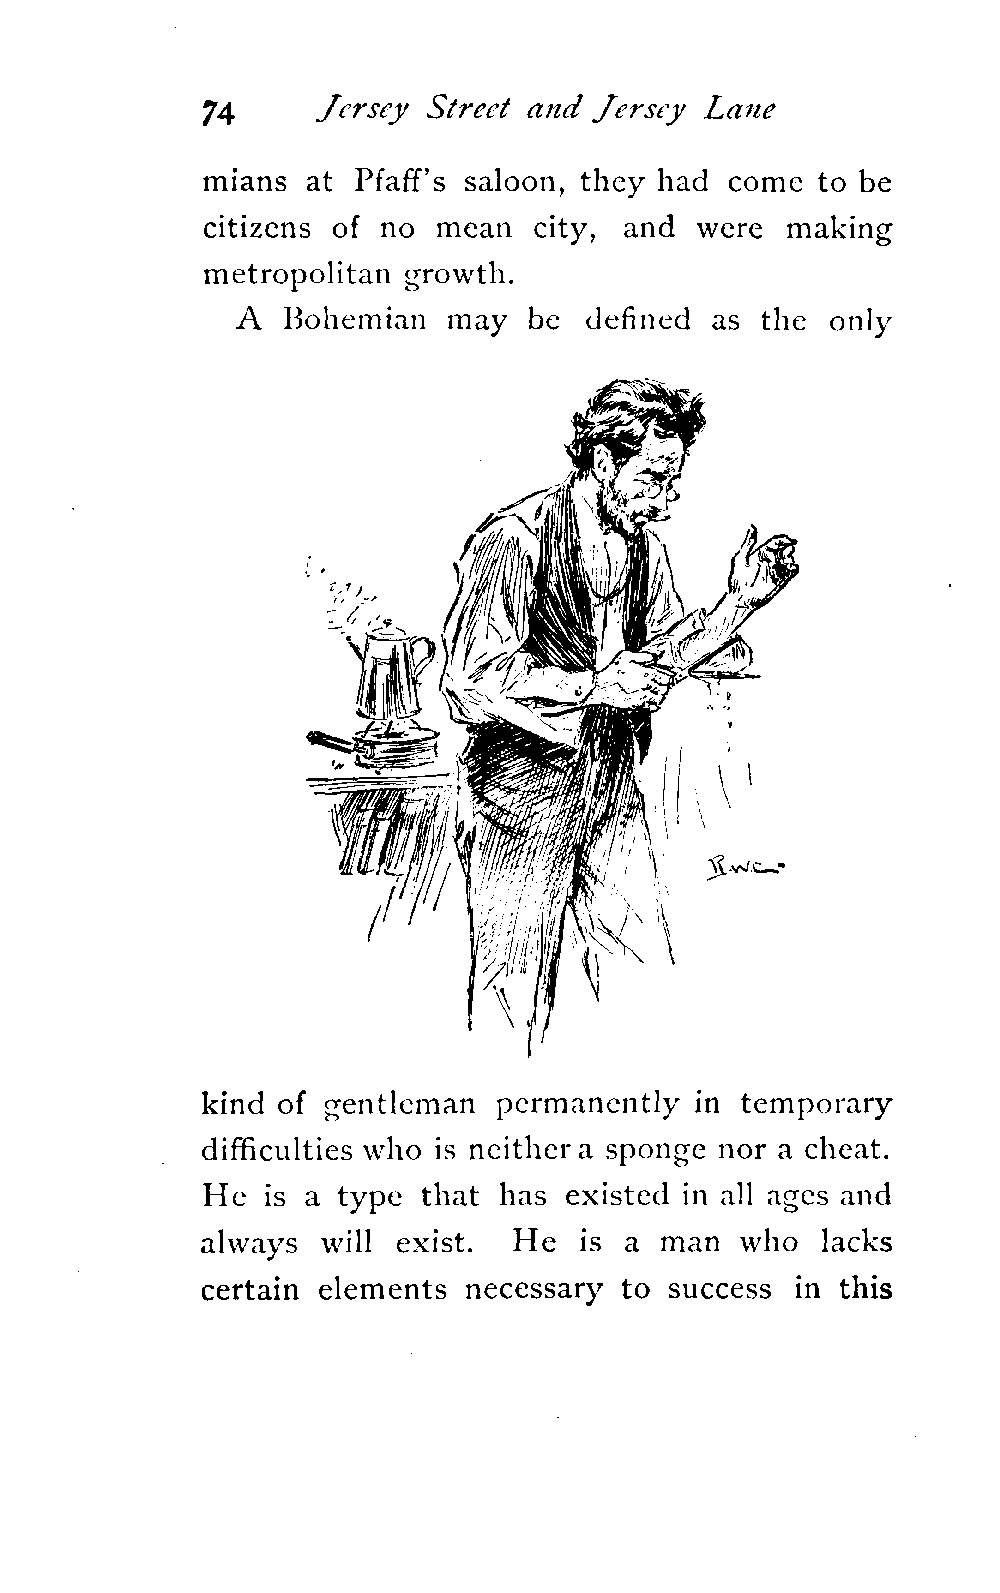 74 Jersey Street and Jersey Lane
mians at Pfaff's saloon, they had come to be
citizens of no mean city, and were making
metropolitan growth.
A Bohemian may be defined as the only
R.W.C.
kind of gentleman permanently in temporary
difficulties who is neither a sponge nor a cheat.
He is a type that has existed in all ages and
always will exist. He is a man who lacks
certain elements necessary to success in this